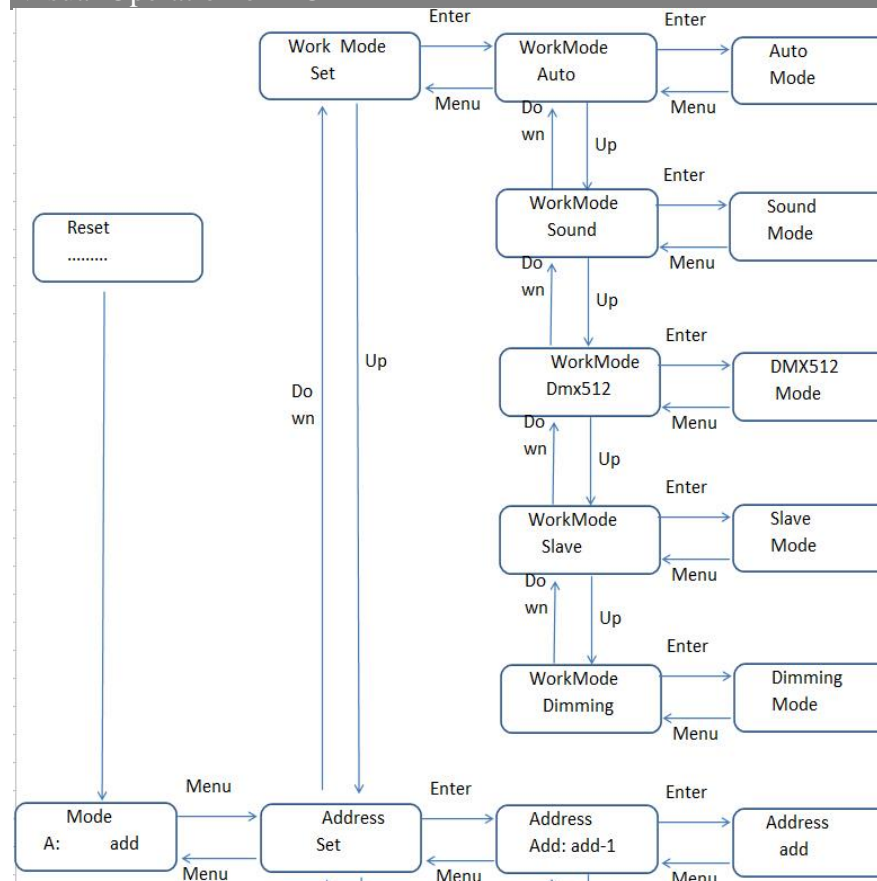 Enter
Enter
Work Mode
Set
WorkMode
Auto
Auto
Mode
Menu
Menu
Do
wn
Up
Enter
WorkMode
Sound
Sound
Mode
Reset
.........
Menu
Do
wn
Up
Enter
Up
WorkMode
Dmx512
DMX512
Mode
Do
wn
Menu
Do
wn
Up
Enter
WorkMode
Slave
Slave
Mode
Menu
Do
wn
Up
Enter
WorkMode
Dimming
Dimming
Mode
Menu
Menu
Enter
Enter
Mode
A: add
Address
Set
Address
Add: add-1
Address
add
Menu
Menu
Menu